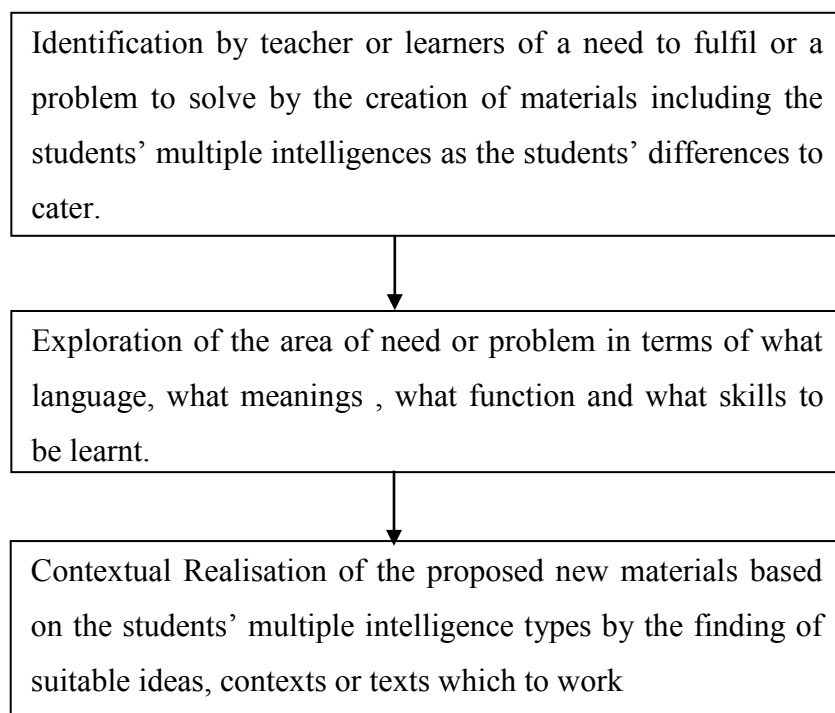 Identification by teacher or learners of a need to fulfil or a
problem to solve by the creation of materials including the
students’ multiple intelligences as the students’ differences to
cater.
Exploration of the area of need or problem in terms of what
language, what meanings , what function and what skills to
be learnt.
Contextual Realisation of the proposed new materials based
on the students’ multiple intelligence types by the finding of
suitable ideas, contexts or texts which to work